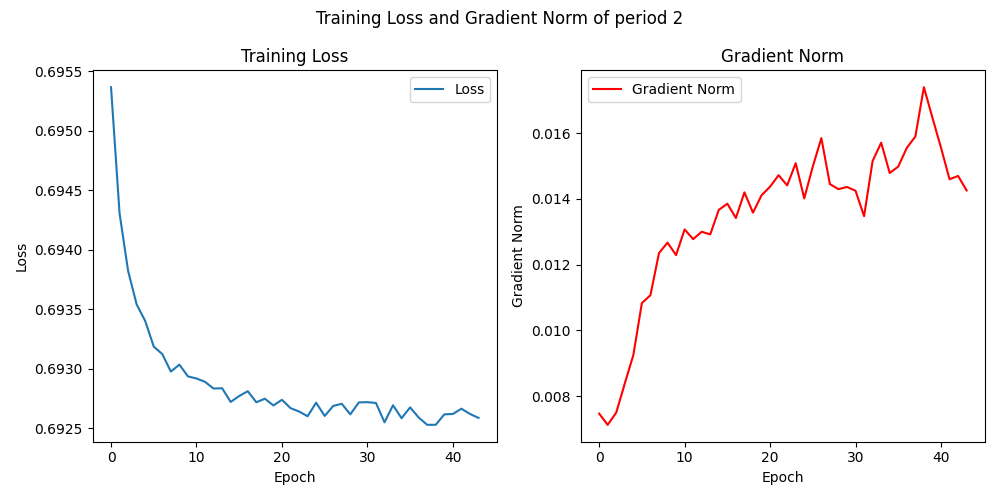 Training Loss and Gradient Norm of period 2
Training Loss
0.6955
0.6950
0.6945
0.6940
0.6935
0.6930
0.6925
Loss
Loss
0
10
20
30
40
Epoch
Gradient Norm
0.016
0.014
0.012
0.010
0.008
Gradient Norm
Gradient Norm
0
10
20
30
40
Epoch